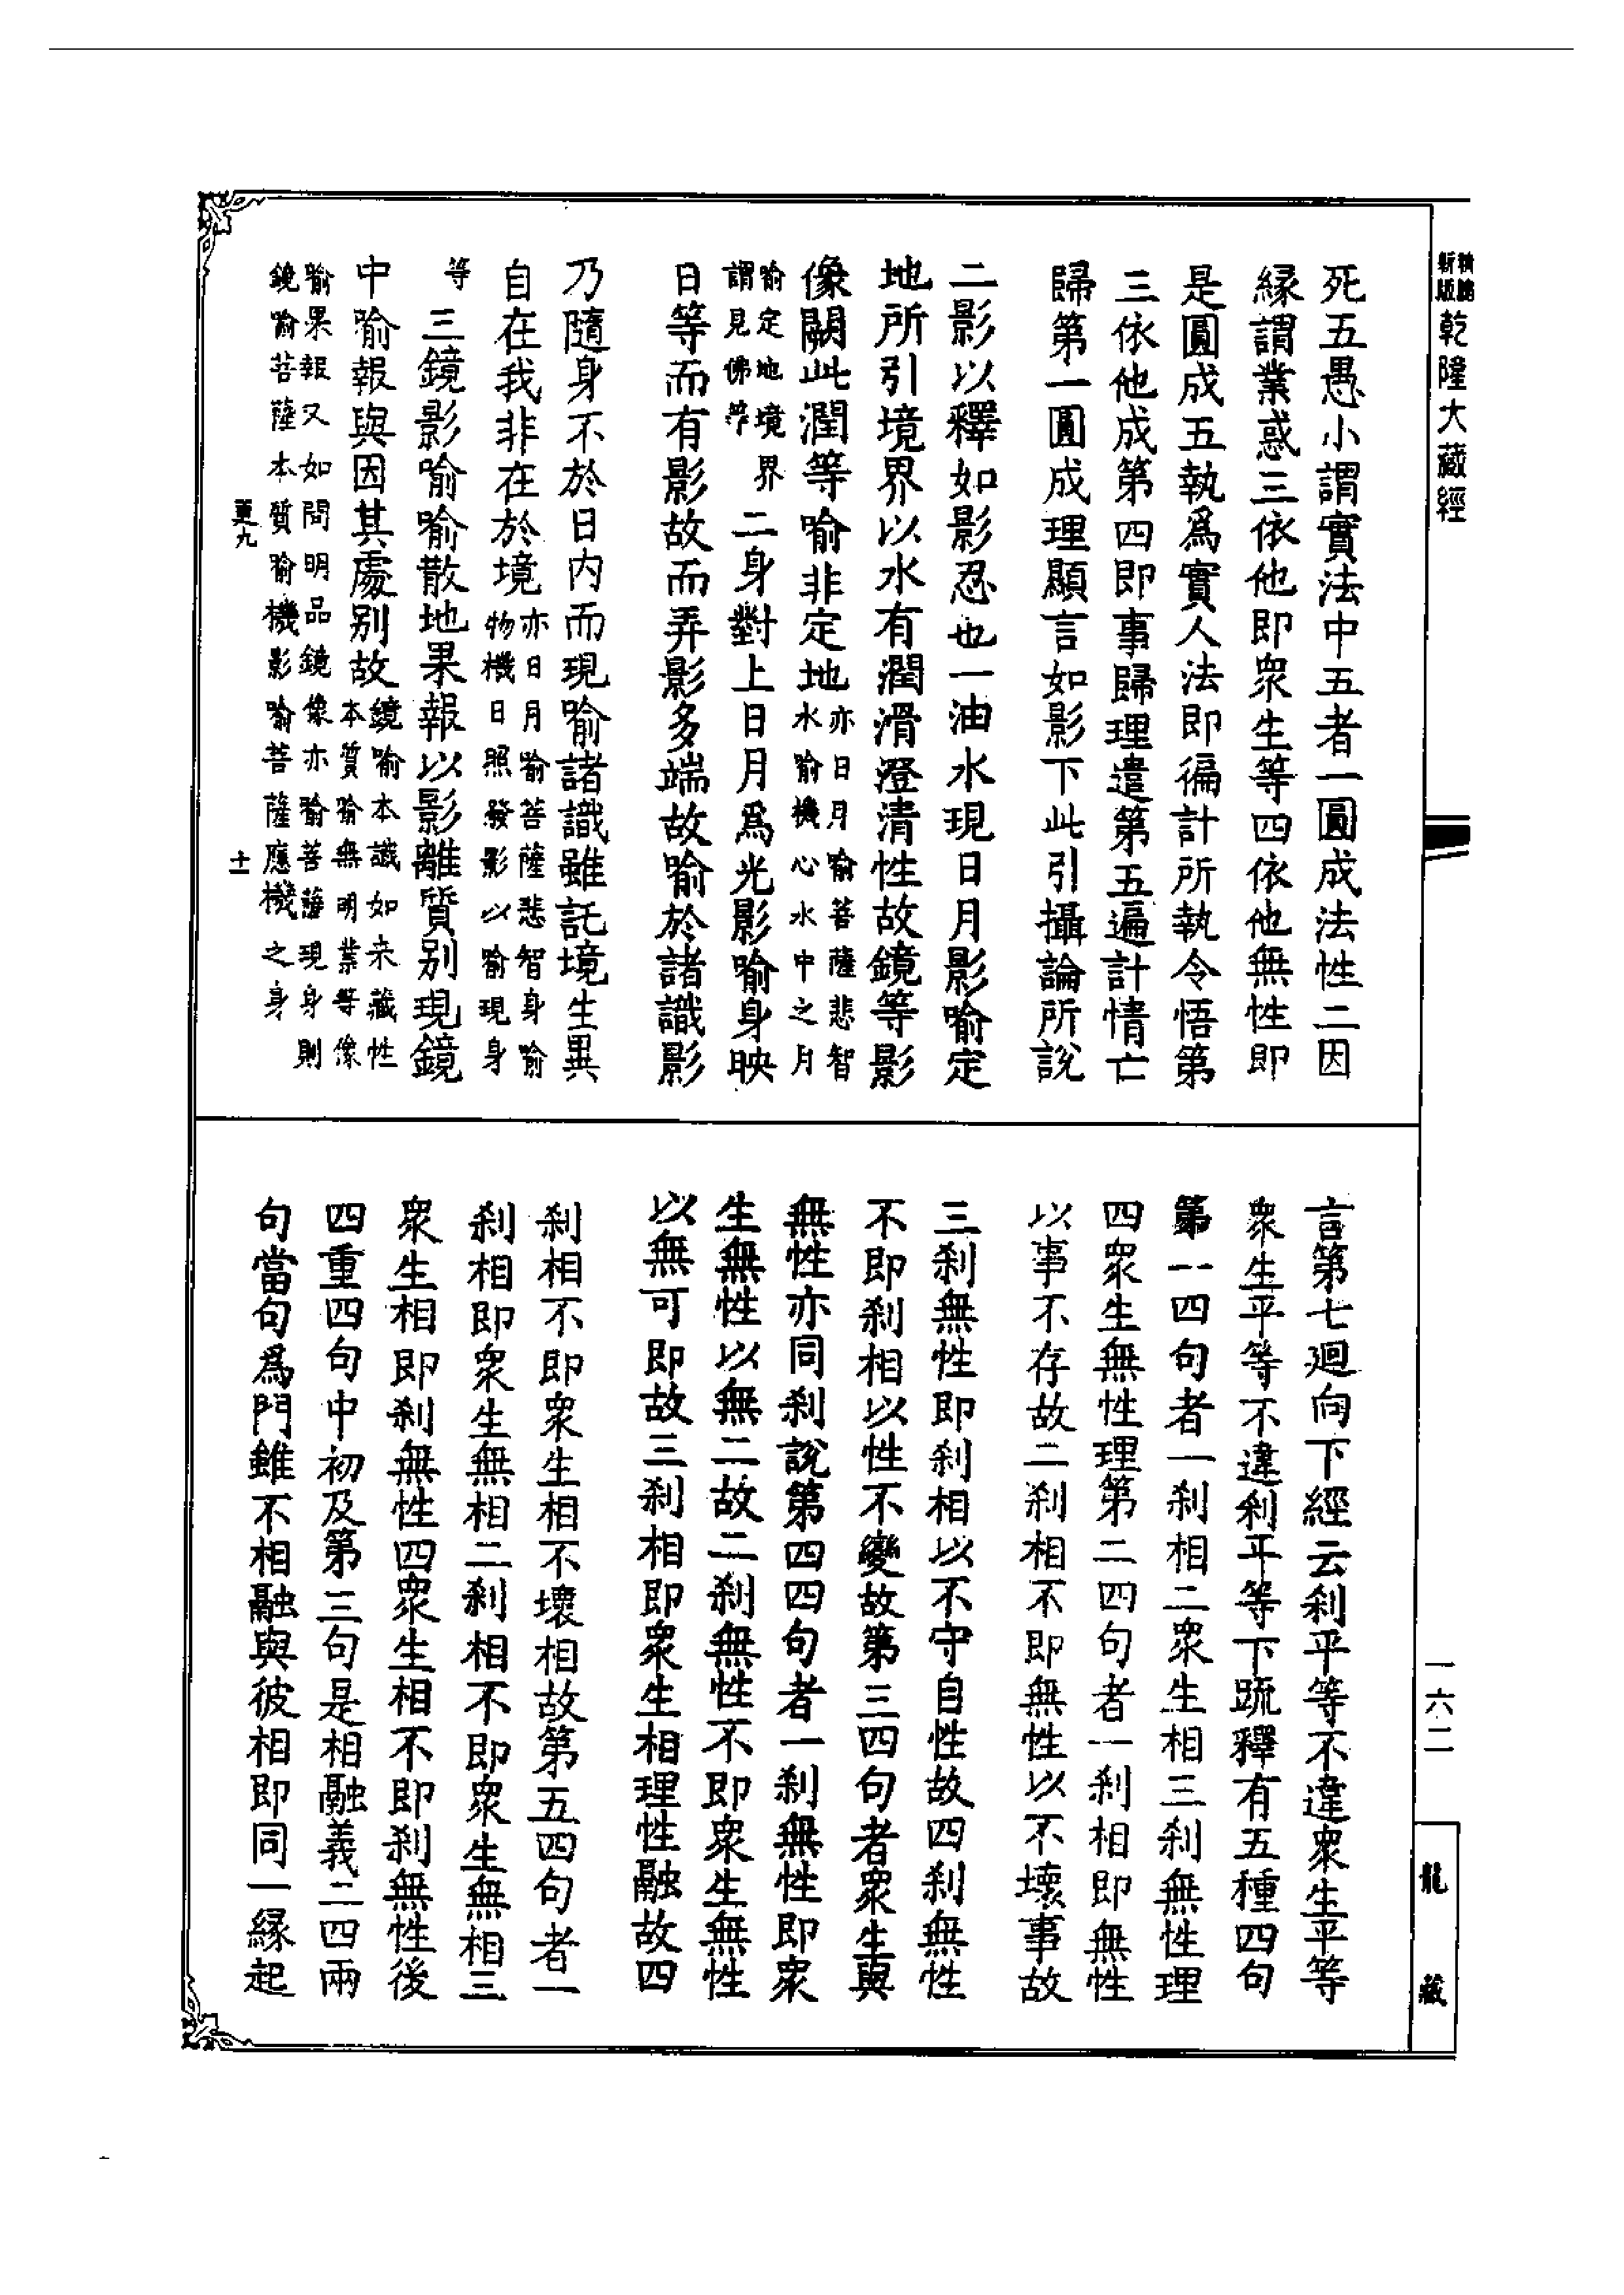 新版
精縮
乾隆大藏經
死五愚小謂實法中五者一圓成法性二因
緣謂業惑三依他即衆生等四依他無性即
是圓成五執爲實人法即徧計所執令悟第
三依他成第四即事歸理遣第五遍計情亡
歸第一圓成理顯言如影下此引攝論所說
二影以釋如影忍也一油水現日月影喻定
地所引境界以水有潤滑澄清性故鏡等影
像闕此潤等喻非定地
亦日月喻菩薩悲智
水喻機心水中之月
喻定地境界
謂見佛等
二身對上日月爲光影喻身映
日等而有影故而弄影多端故喻於諸識影
乃隨身不於日内而現喻諸識雖託境生異
自在我非在於境
亦日月喻菩薩悲智身喻
物機日照發影以喻現身
等
三鏡影喻喻散地果報以影離質別現鏡
中喻報與因其處別故
鏡喻本識如來藏性
本質喻無明業等像
喻果報又如問明品鏡像亦喻菩薩現身則
鏡喻菩薩本質喻機影喻菩薩應機之身
九
十二
言第七迴向下經云刹平等不違衆生平等
衆生平等不違刹平等下疏釋有五種四句
第一四句者一刹相二衆生相三刹無性理
四衆生無性理第二四句者一刹相即無性
以事不存故二刹相不即無性以不壞事故
三刹無性即刹相以不守自性故四刹無性
不即刹相以性不變故第三四句者衆生與
無性亦同刹說第四四句者一刹無性即衆
生無性以無二故二刹無性不即衆生無性
以無可即故三刹相即衆生相理性融故四
刹相不即衆生相不壞相故第五四句者一
刹相即衆生無相二刹相不即衆生無相三
衆生相即刹無性四衆生相不即刹無性後
四重四句中初及第三句是相融義二四兩
句當句爲門雖不相融與彼相即同一緣起
一六二
龍藏